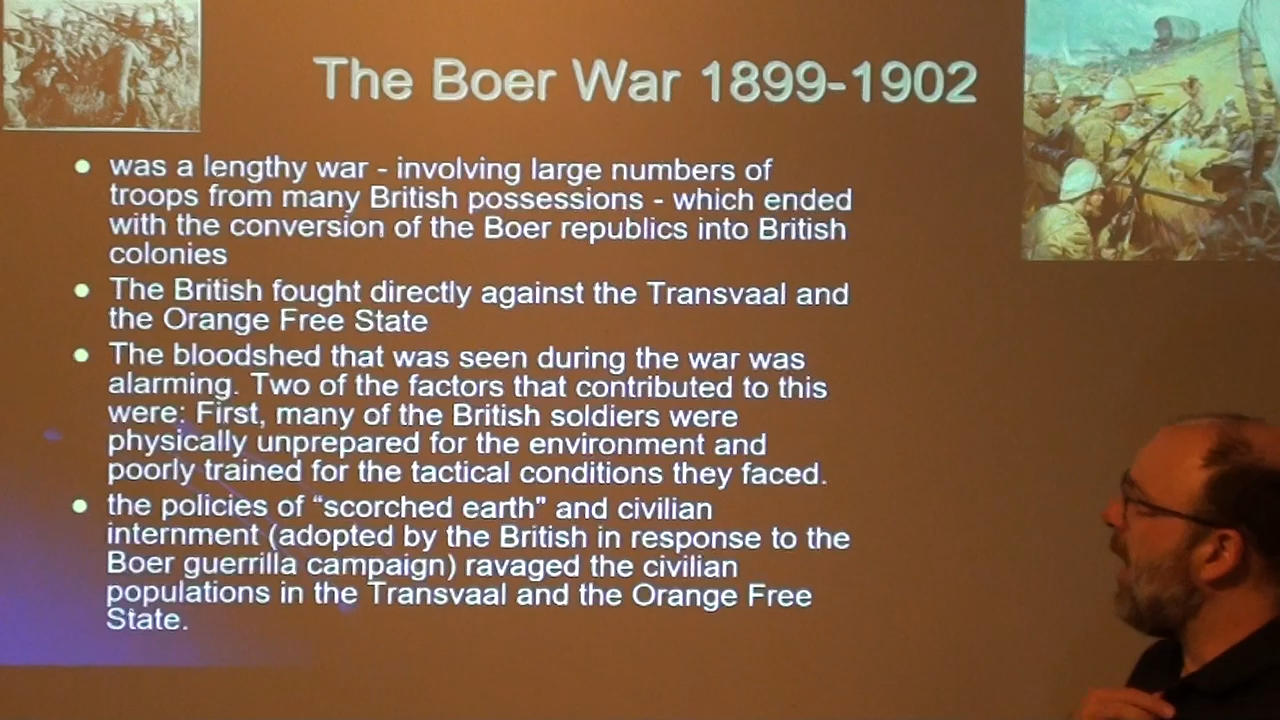 The Boer War 1899-1902
was a lengthy war - involving large numbers of
troops from many British possessions - which ended
with the conversion of the Boer republics into British
colonies
The British fought directly against the Transvaal and
the Orange Free State
The bloodshed that was seen during the war was
alarming. Two of the factors that contributed to this
were: First, many of the British soldiers were
physically unprepared for the environment and
poorly trained for the tactical conditions they faced.
the policies of “scorched earth" and civilian
internment (adopted by the British in response to the
Boer guerrilla campaign) ravaged the civilian
populations in the Transvaal and the Orange Free
State.